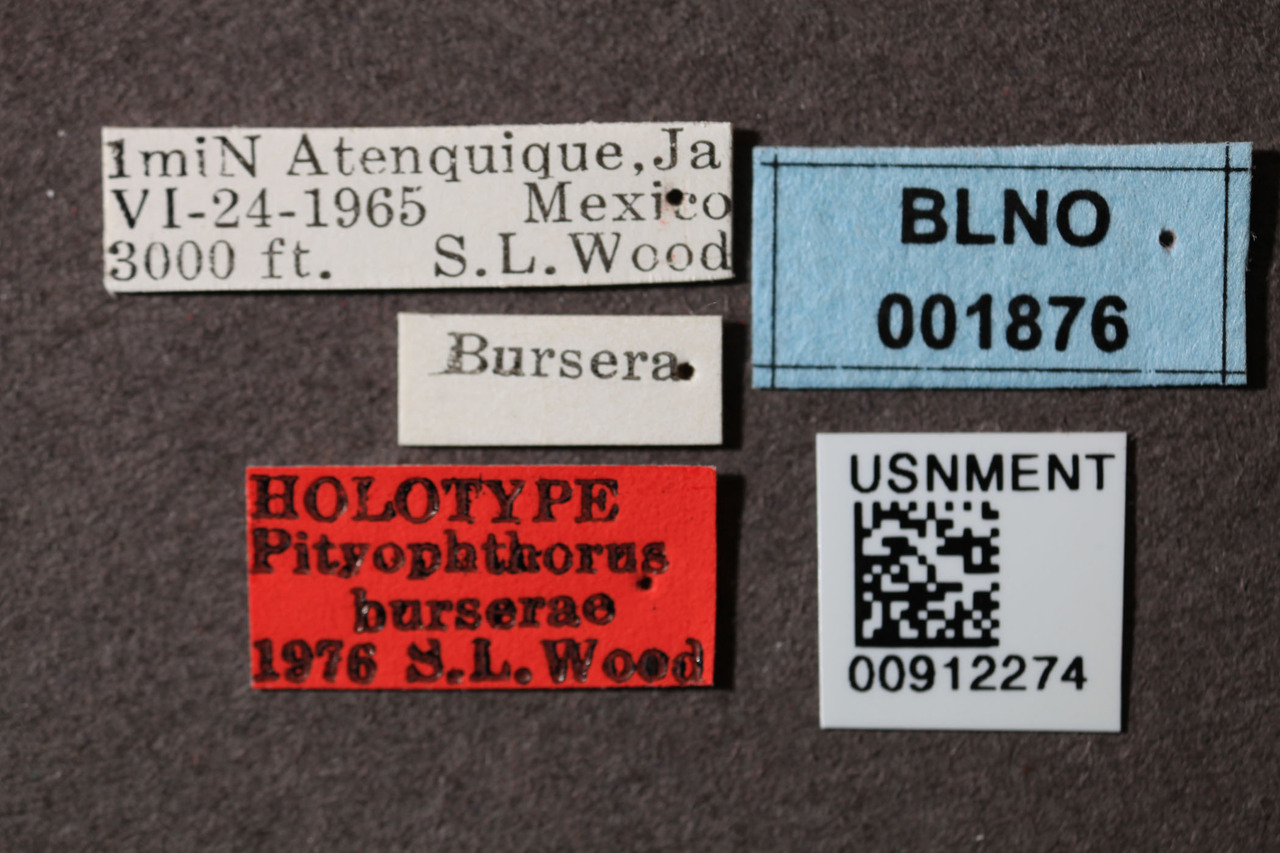 1miN Atenquique,Ja
VI-24-1965 Mexico
3000 ft. S.L.Wood
Bursera
HOLOTYPE
Pityophthorus
burserae
1976 S.L.Wood
BLNO
001876
USNMENT
00912274